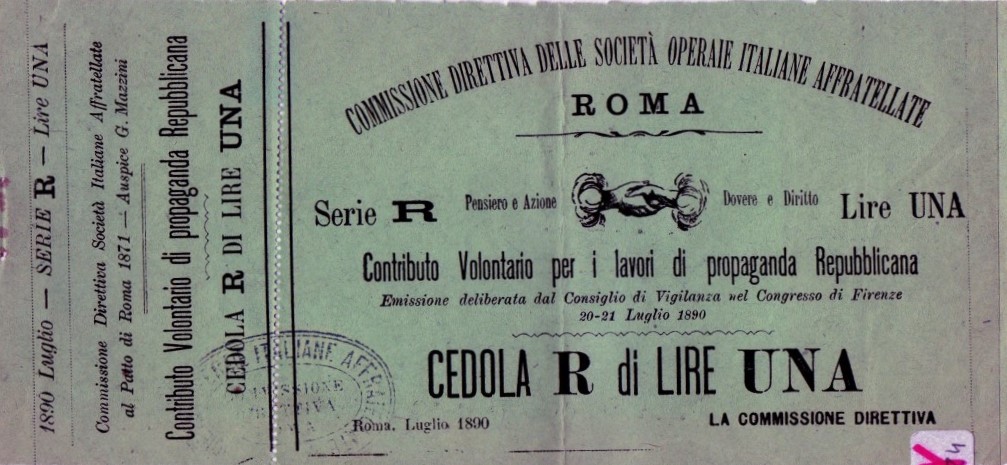 1890 Luglio — SERIE R — Lire UNA
Commissione Direttiva Società Italiane Affratellate
al Patto di Roma 1871 — Auspice G. Mazzini
Contributo Volontario di propaganda Repubblicana
CEDOLA R DI LIRE UNA
COMMISSIONE DIRETTIVA DELLE SOCIETÀ OPERAIE ITALIANE AFFRATELLATE
ROMA
Serie R Pensiero e Azione Dovere e Diritto Lire UNA
Contributo Volontario per i lavori di propaganda Repubblicana
Emissione deliberata dal Consiglio di Vigilanza nel Congresso di Firenze
20-21 Luglio 1890
CEDOLA R di LIRE UNA
Roma, Luglio 1890
LA COMMISSIONE DIRETTIVA
ITALIANE